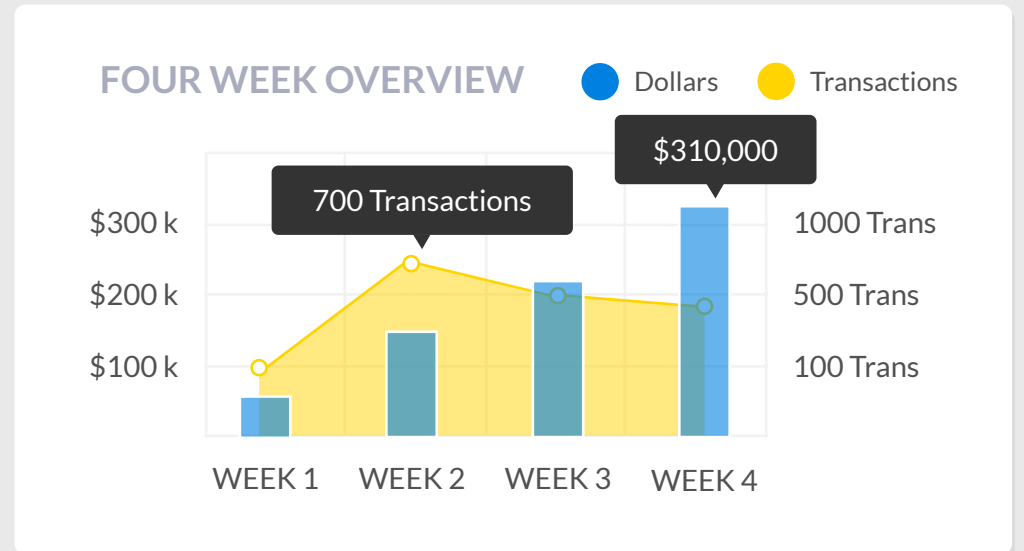 FOUR WEEK OVERVIEW
Dollars
Transactions
$310,000
700 Transactions
$300 k
1000 Trans
$200 k
500 Trans
$100 k
100 Trans
WEEK 1
WEEK 2
WEEK 3
WEEK 4